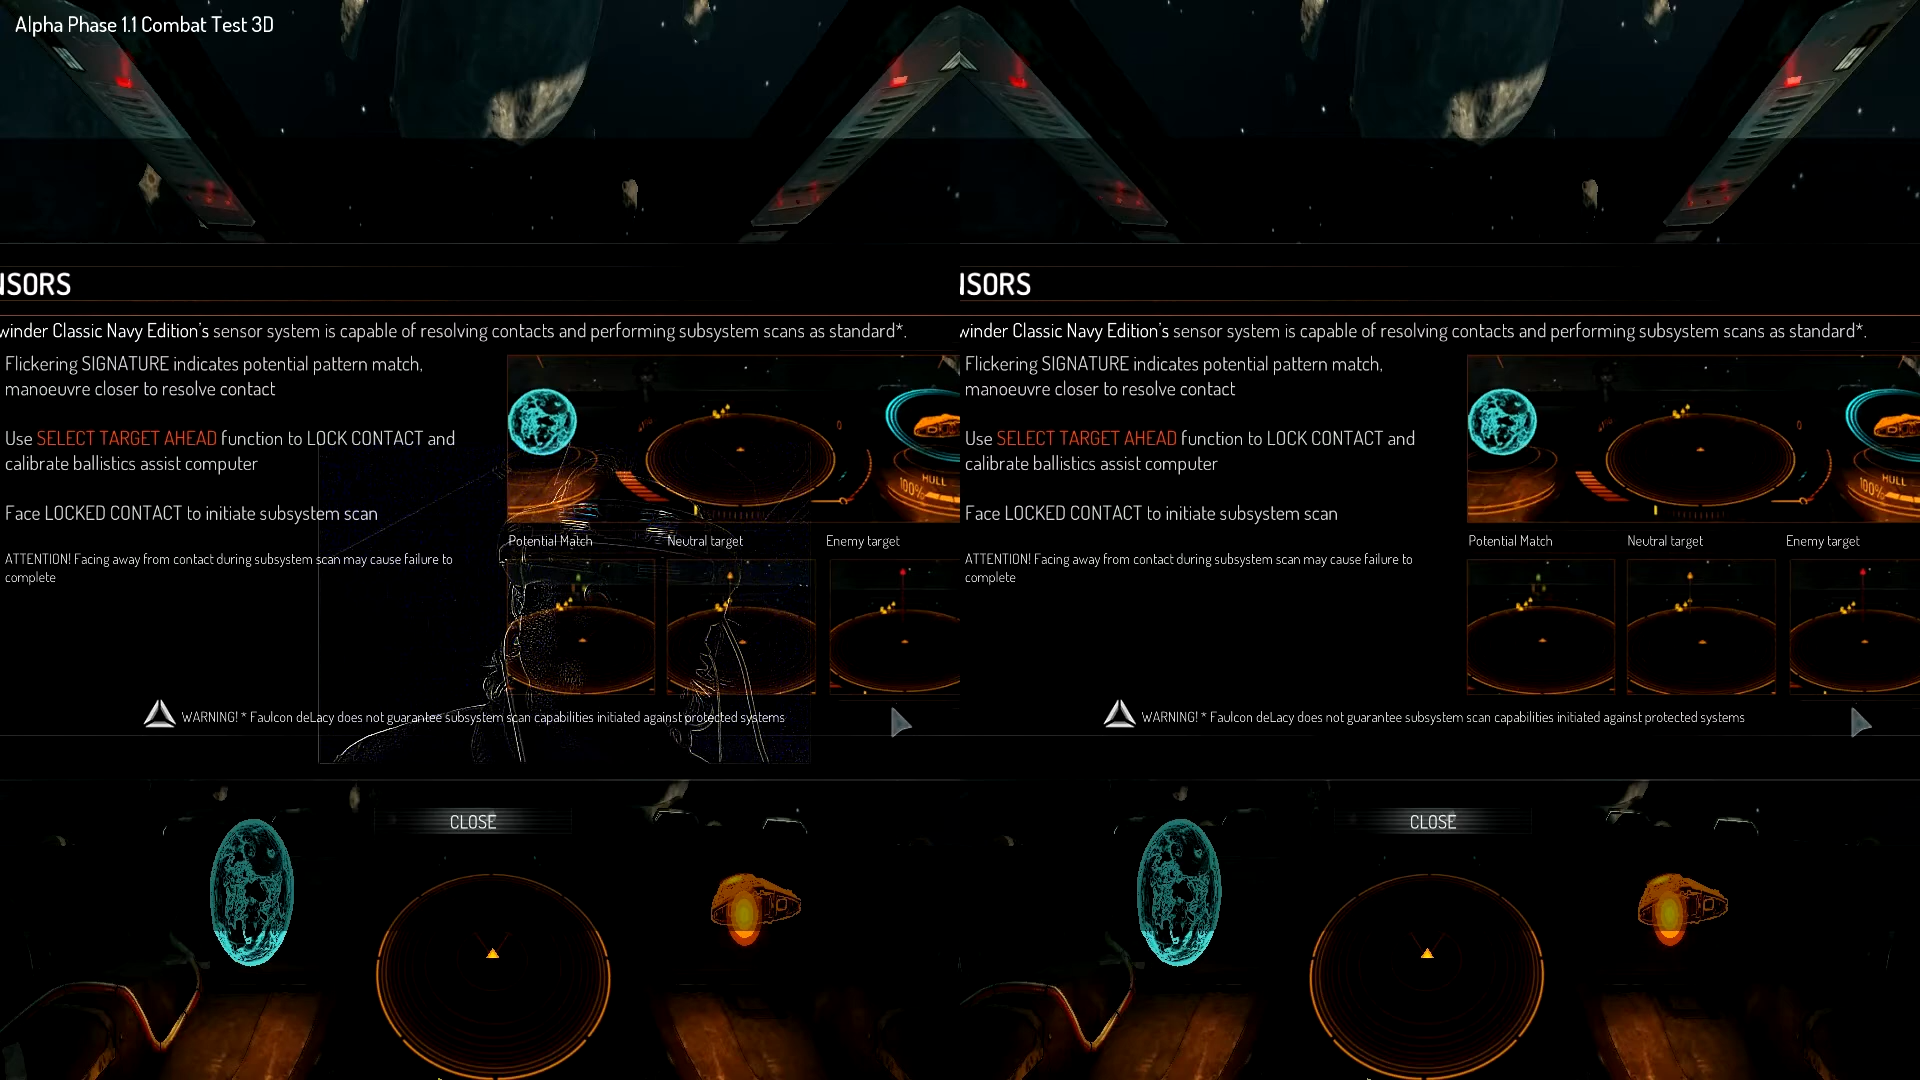 Alpha Phase 1.1 Combat Test 3D
NSORS
winder Classic Navy Edition's sensor system is capable of resolving contacts and performing subsystem scans as standard*.
Flickering SIGNATURE indicates potential pattern match,
manoeuvre closer to resolve contact
Use SELECT TARGET AHEAD function to LOCK CONTACT and
calibrate ballistics assist computer
Face LOCKED CONTACT to initiate subsystem scan
ATTENTION! Facing away from contact during subsystem scan may cause failure to
complete
HULL
100%
Potential Match
Neutral target
Enemy target
WARNING! * Faulcon deLacy does not guarantee subsystem scan capabilities initiated against protected systems
CLOSE
NSORS
winder Classic Navy Edition's sensor system is capable of resolving contacts and performing subsystem scans as standard*.
Flickering SIGNATURE indicates potential pattern match,
manoeuvre closer to resolve contact
Use SELECT TARGET AHEAD function to LOCK CONTACT and
calibrate ballistics assist computer
Face LOCKED CONTACT to initiate subsystem scan
ATTENTION! Facing away from contact during subsystem scan may cause failure to
complete
HULL
100%
Potential Match
Neutral target
Enemy target
WARNING! * Faulcon deLacy does not guarantee subsystem scan capabilities initiated against protected systems
CLOSE